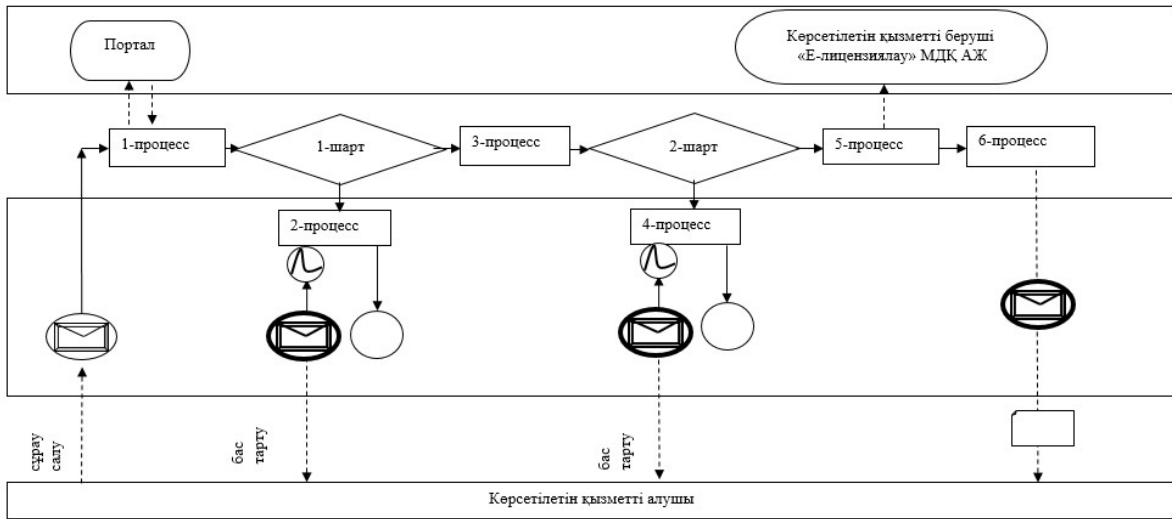 Портал
Көрсетілетін қызметті беруші
«Е-лицензиялау» МДҚ АЖ
1-процесс
1-шарт
3-процесс
2-шарт
5-процесс
6-процесс
2-процесс
4-процесс
сұрау
салу
бас
тарту
бас
тарту
Көрсетілетін қызметті алушы